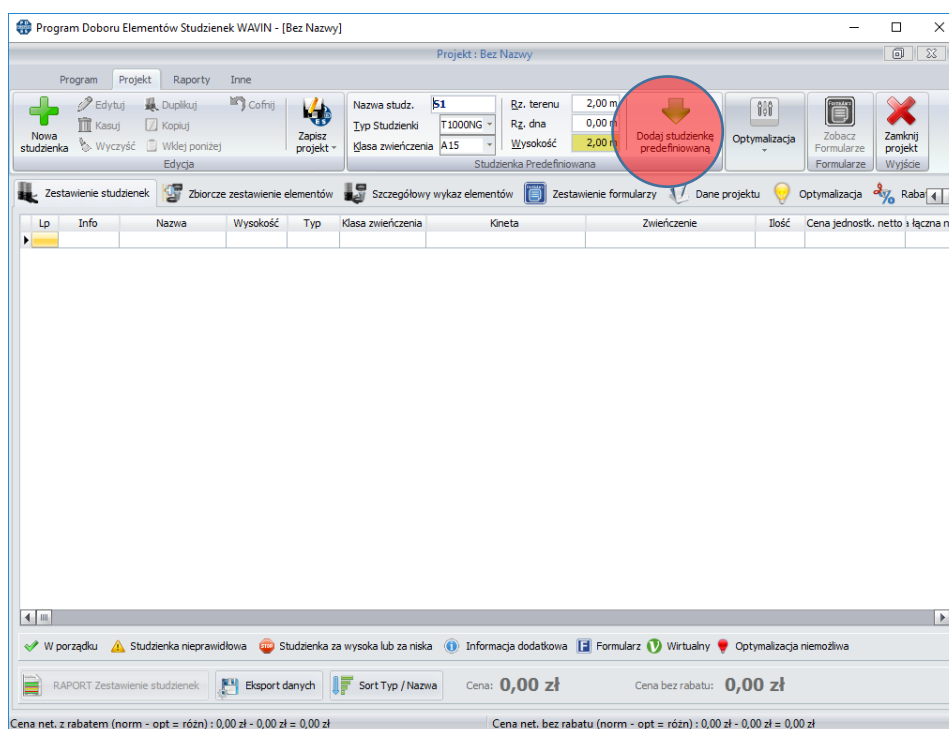 Program Doboru Elementów Studzienek WAVIN - [Bez Nazwy]
Projekt : Bez Nazwy
Program Projekt Raporty Inne
Nowa studzienka
Edytuj Duplikuj Cofnij
Kasuj Kopiuj
Wyczyść Wklej poniżej
Edycja
Zapisz projekt
Nazwa studz. S1 Rz. terenu 2,00 m
Typ Studzienki T1000NG Rz. dna 0,00 m
Klasa zwieńczenia A15 Wysokość 2,00 m
Studzienka Predefiniowana
Dodaj studzienkę predefiniowaną
Optymalizacja
Formularz
Zobacz Formularze
Formularze
Zamknij projekt
Wyjście
Zestawienie studzienek Zbiorcze zestawienie elementów Szczegółowy wykaz elementów Zestawienie formularzy Dane projektu Optymalizacja Raba
Lp Info Nazwa Wysokość Typ Klasa zwieńczenia Kineta Zwieńczenie Ilość Cena jednostk. netto łączna n
W porządku Studzienka nieprawidłowa STOP Studzienka za wysoka lub za niska Informacja dodatkowa F Formularz V Wirtualny Optymalizacja niemożliwa
RAPORT Zestawienie studzienek Eksport danych Sort Typ / Nazwa Cena: 0,00 zł Cena bez rabatu: 0,00 zł
Cena net. z rabatem (norm - opt = różn) : 0,00 zł - 0,00 zł = 0,00 zł Cena net. bez rabatu (norm - opt = różn) : 0,00 zł - 0,00 zł = 0,00 zł